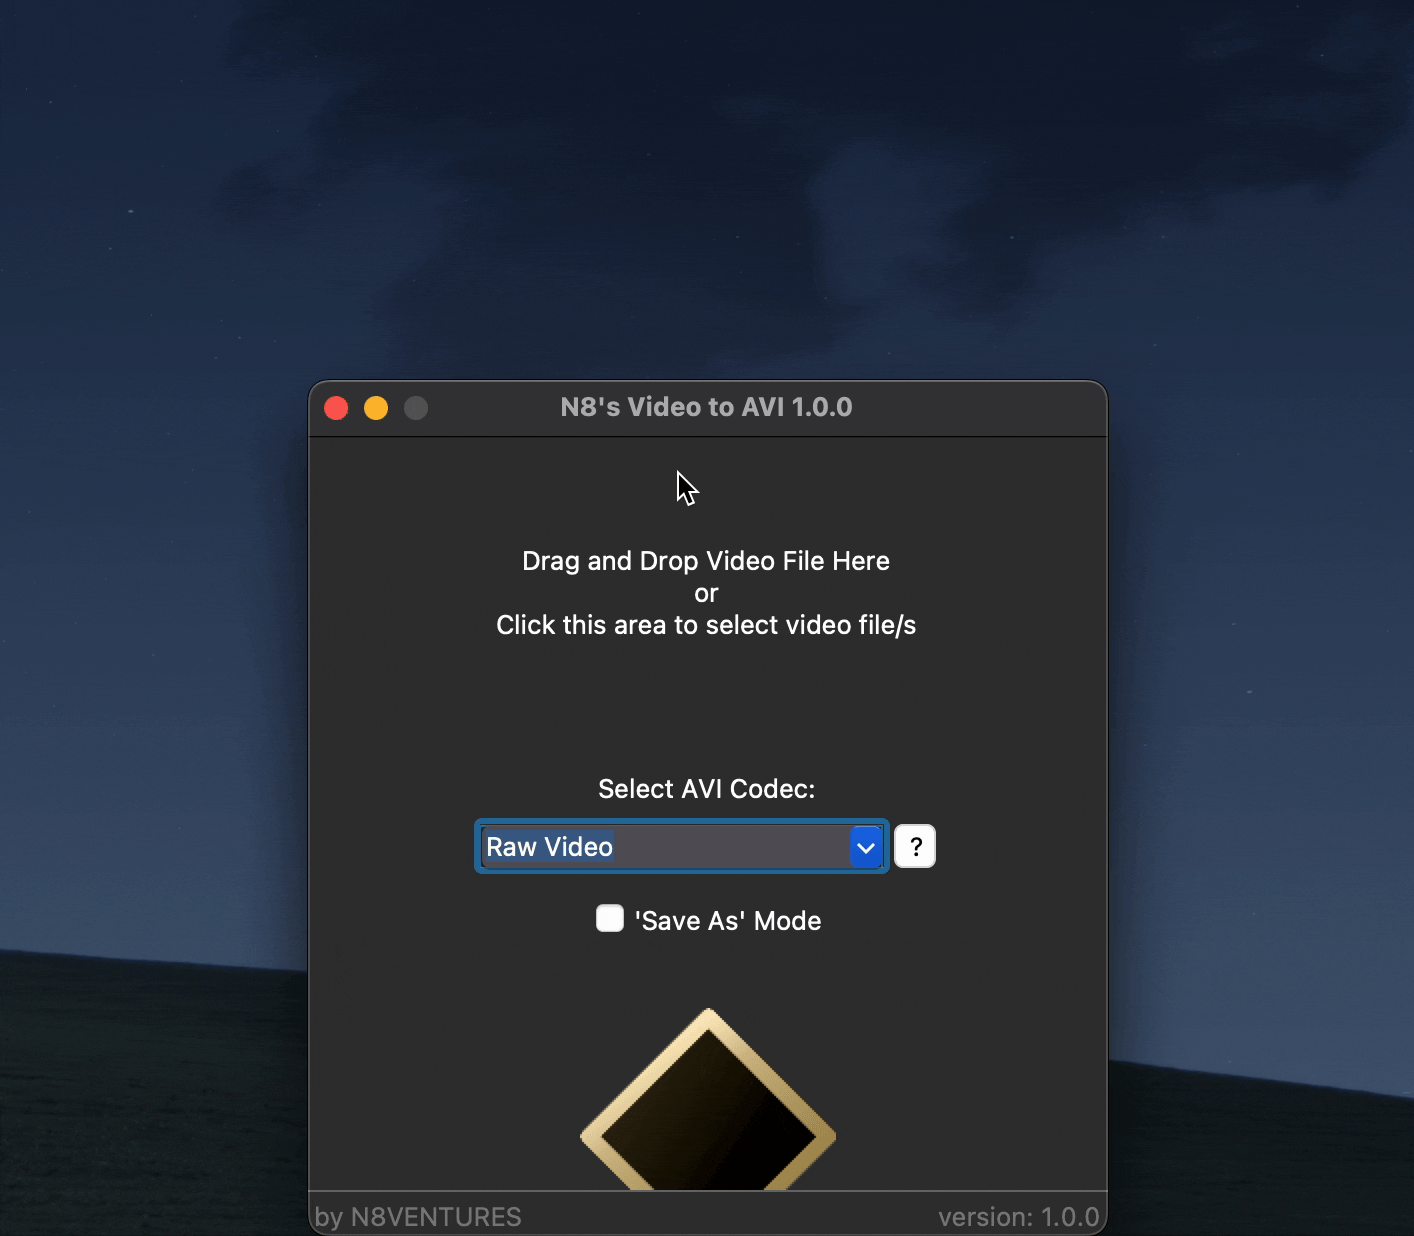 N8's Video to AVI 1.0.0
Drag and Drop Video File Here
or
Click this area to select video file/s
Select AVI Codec:
Raw Video
?
'Save As' Mode
by N8VENTURES
version: 1.0.0